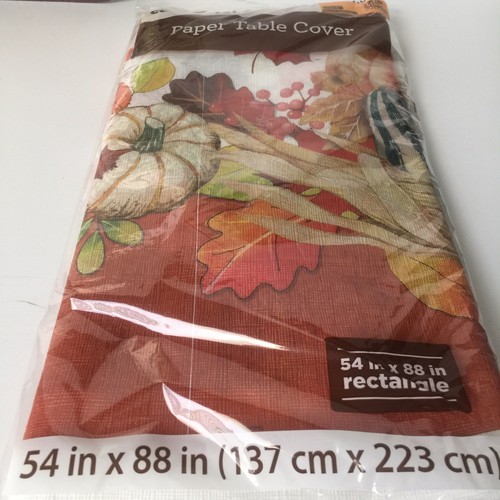 Paper Table Cover
54 in x 88 in
rectangle
54 in x 88 in (137 cm x 223 cm)